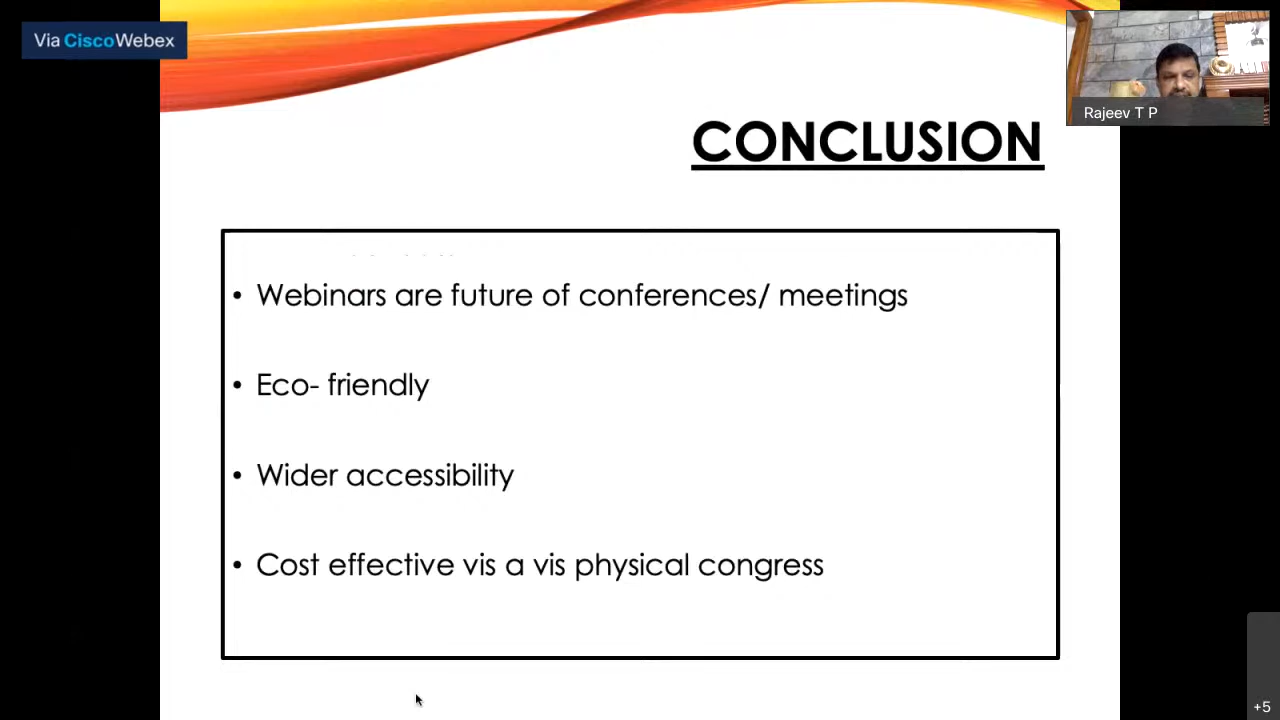 Via CiscoWebex
Rajeev T P
CONCLUSION
• Webinars are future of conferences/ meetings
• Eco- friendly
• Wider accessibility
• Cost effective vis a vis physical congress
+5